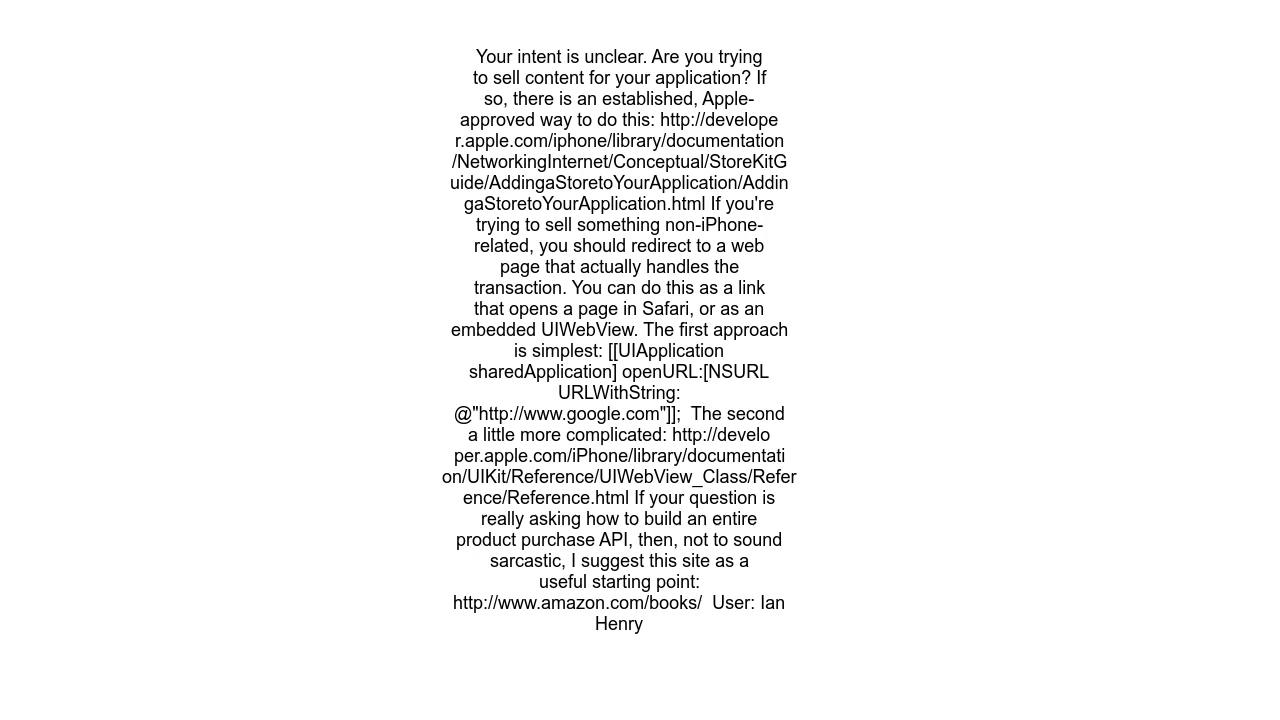 Your intent is unclear. Are you trying
to sell content for your application? If
so, there is an established, Apple-
approved way to do this: http://develope
r.apple.com/iphone/library/documentation
/NetworkingInternet/Conceptual/StoreKitG
uide/AddingaStoretoYourApplication/Addin
gaStoretoYourApplication.html If you're
trying to sell something non-iPhone-
related, you should redirect to a web
page that actually handles the
transaction. You can do this as a link
that opens a page in Safari, or as an
embedded UIWebView. The first approach
is simplest: [[UIApplication
sharedApplication] openURL:[NSURL
URLWithString:
@"http://www.google.com"]];  The second
a little more complicated: http://develo
per.apple.com/iPhone/library/documentati
on/UIKit/Reference/UIWebView_Class/Refer
ence/Reference.html If your question is
really asking how to build an entire
product purchase API, then, not to sound
sarcastic, I suggest this site as a
useful starting point:
http://www.amazon.com/books/  User: Ian
Henry